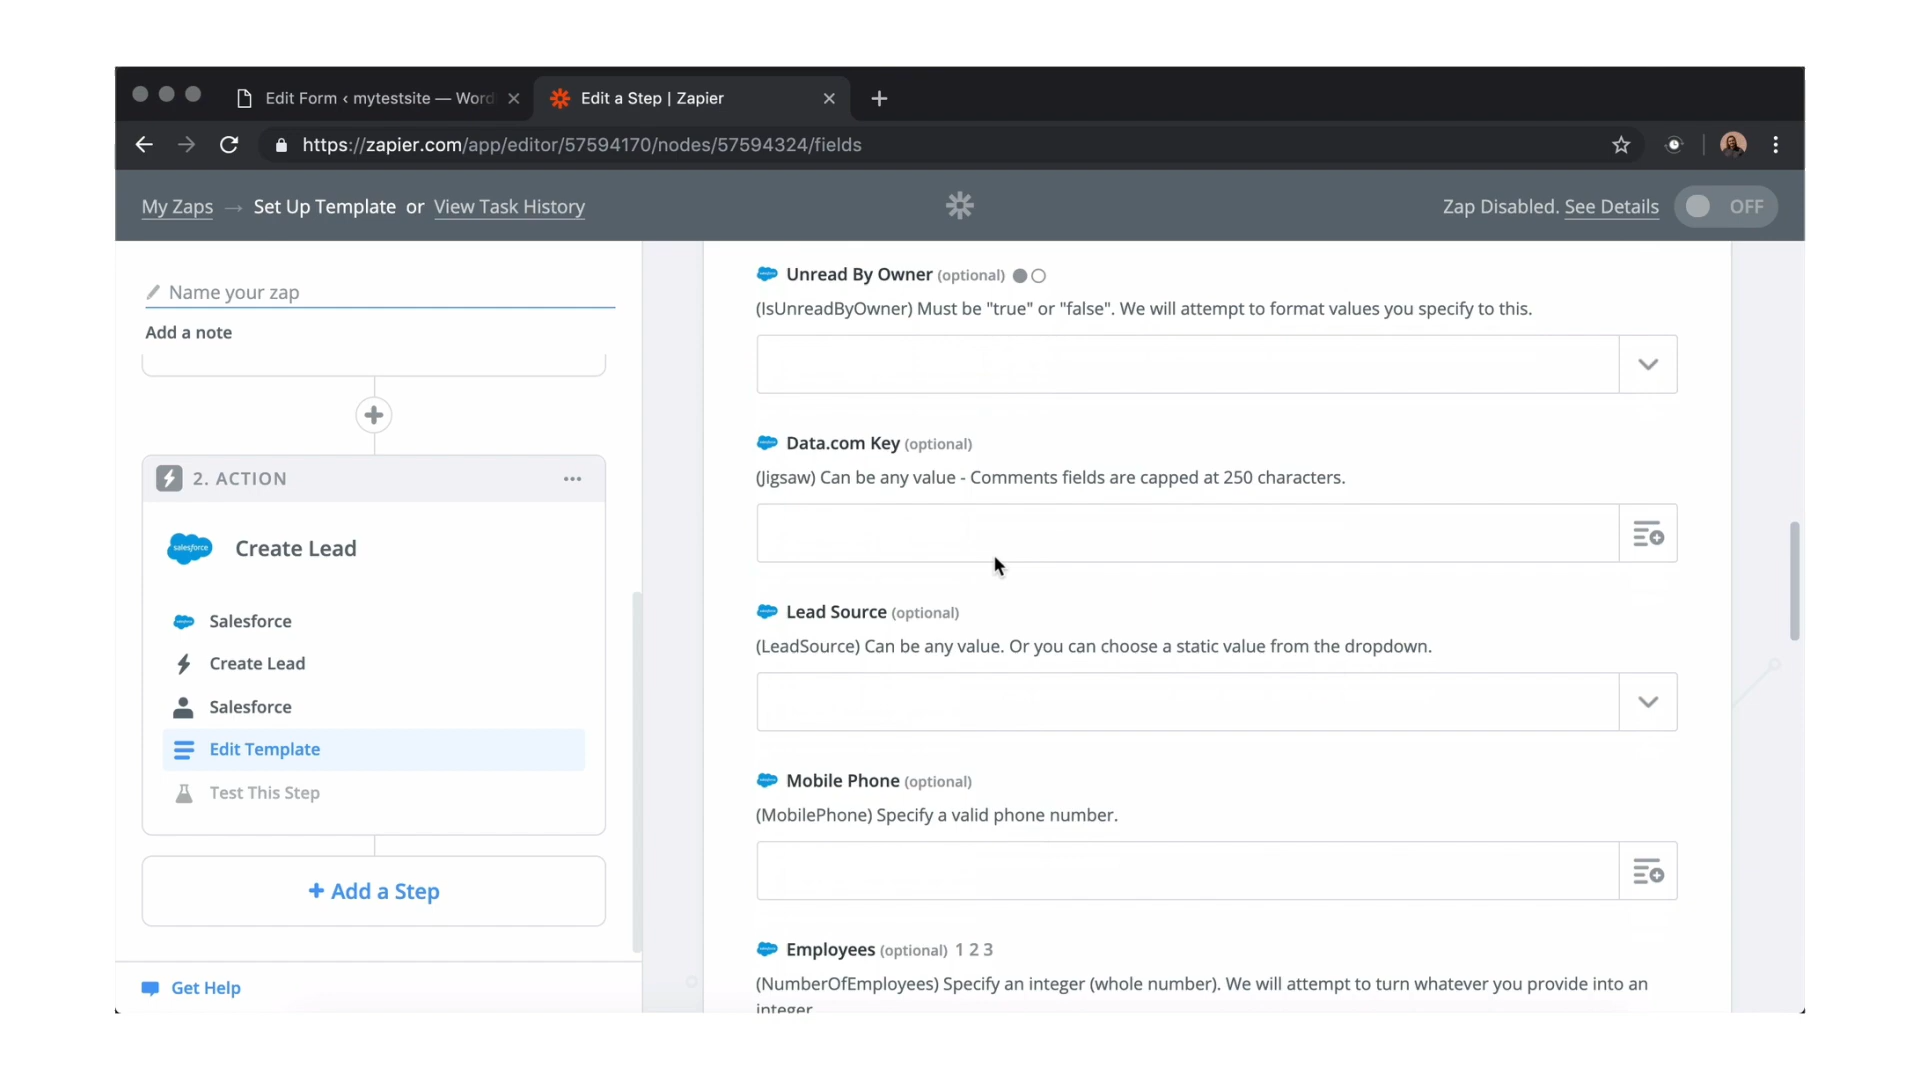 Edit Form ‹ mytestsite — Word
Edit a Step | Zapier
https://zapier.com/app/editor/57594170/nodes/57594324/fields
My Zaps → Set Up Template or View Task History
Zap Disabled. See Details
OFF
Name your zap
Add a note
2. ACTION
salesforce
Create Lead
Salesforce
Create Lead
Salesforce
Edit Template
Test This Step
+ Add a Step
Get Help
Unread By Owner (optional)
(IsUnreadByOwner) Must be "true" or "false". We will attempt to format values you specify to this.
Data.com Key (optional)
(Jigsaw) Can be any value - Comments fields are capped at 250 characters.
Lead Source (optional)
(LeadSource) Can be any value. Or you can choose a static value from the dropdown.
Mobile Phone (optional)
(MobilePhone) Specify a valid phone number.
Employees (optional) 1 2 3
(NumberOfEmployees) Specify an integer (whole number). We will attempt to turn whatever you provide into an
integer